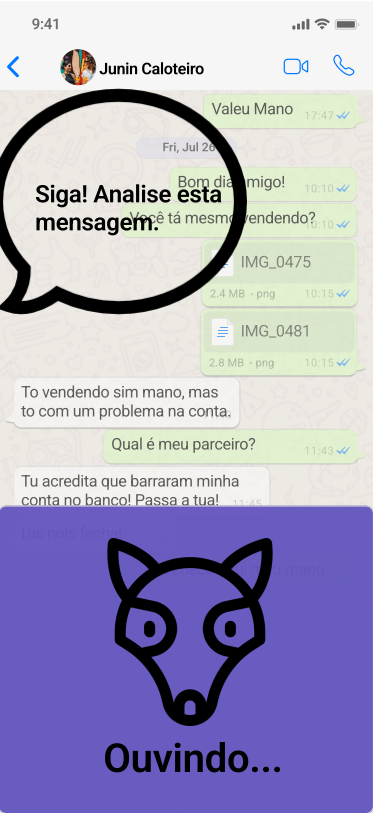 9:41
Junin Caloteiro
Valeu Mano 17:47
Fri, Jul 26
Bom dia amigo! 10:10
Siga! Analise esta
mensagem.
Você tá mesmo vendendo? 10:10
IMG_0475
2.4 MB - png 10:15
IMG_0481
2.8 MB - png 10:15
To vendendo sim mano, mas
to com um problema na conta.
Qual é meu parceiro? 11:43
Tu acredita que barraram minha
conta no banco! Passa a tua! 11:45
Dai nois fecha!
meu mano
Ouvindo...